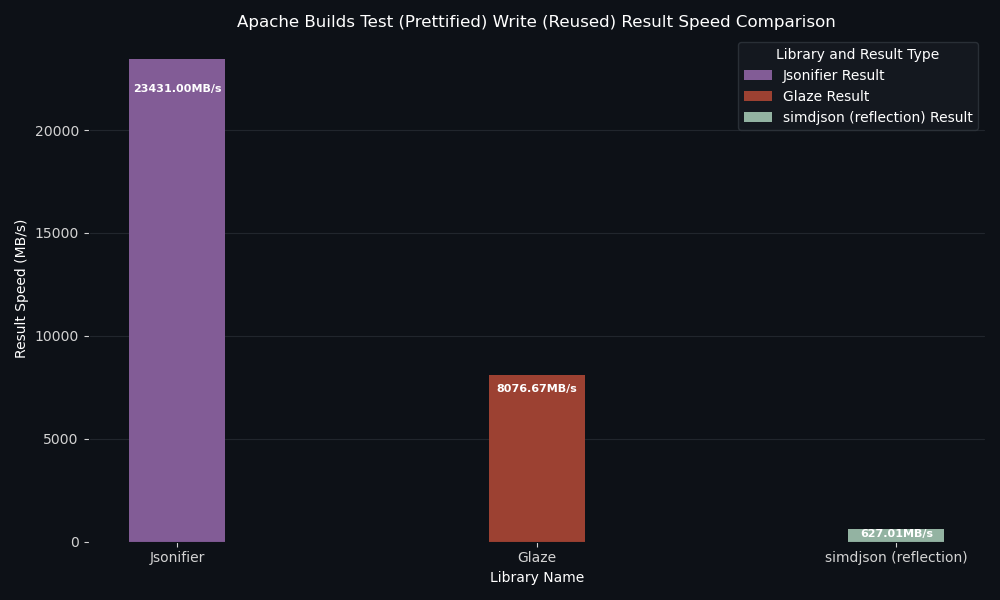 Apache Builds Test (Prettified) Write (Reused) Result Speed Comparison
Library and Result Type
Jsonifier Result
Glaze Result
simdjson (reflection) Result
Result Speed (MB/s)
20000
15000
10000
5000
0
23431.00MB/s
8076.67MB/s
627.01MB/s
Jsonifier
Glaze
simdjson (reflection)
Library Name